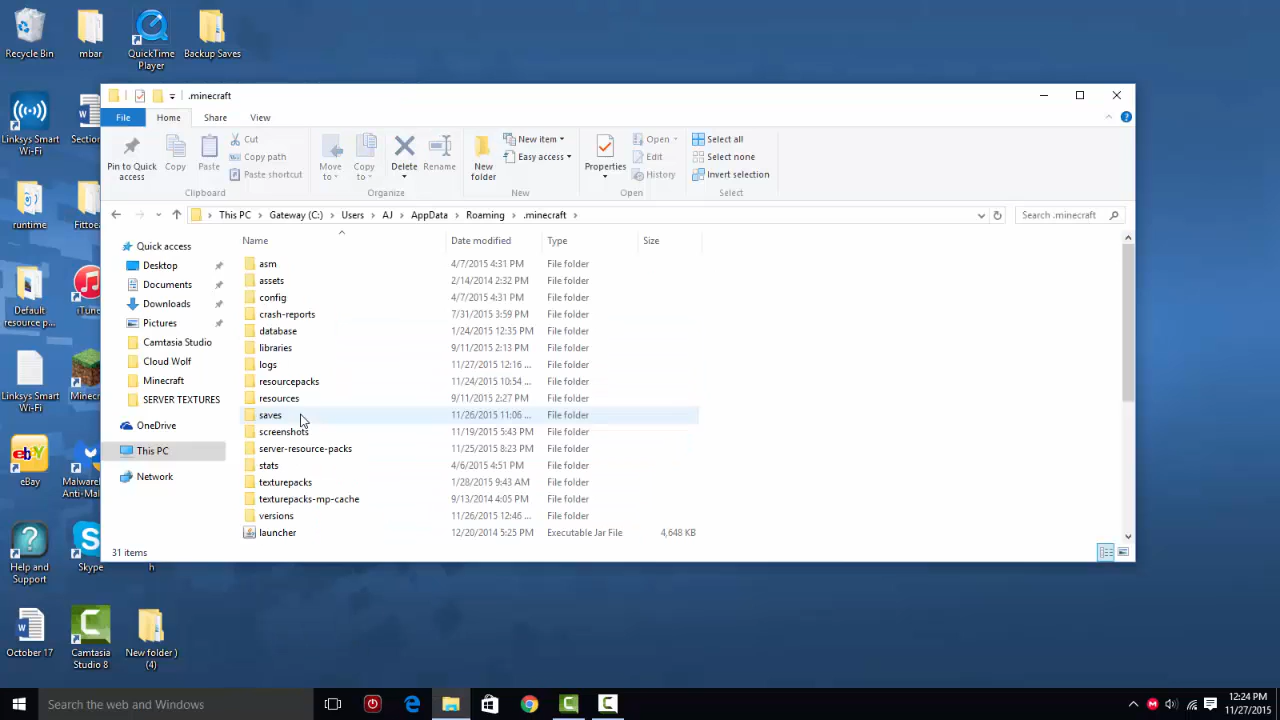 Recycle Bin
mbar
QuickTime
Player
Backup Saves
Linksys Smart
Wi-Fi
Section
runtime
Fittoe
Default
resource p...
iTune
Linksys Smart
Wi-Fi
Minec
eBay
Malware
Anti-Mal
Help and
Support
Skype
h
October 17
Camtasia
Studio 8
New folder )
(4)
.minecraft
File
Home
Share
View
Pin to Quick
access
Copy
Paste
Cut
Copy path
Paste shortcut
Clipboard
Move
to
Copy
to
Delete
Rename
Organize
New
folder
New item
Easy access
New
Properties
Open
Edit
History
Open
Select all
Select none
Invert selection
Select
This PC > Gateway (C:) > Users > AJ > AppData > Roaming > .minecraft >
Search .minecraft
Quick access
Desktop
Documents
Downloads
Pictures
Camtasia Studio
Cloud Wolf
Minecraft
SERVER TEXTURES
OneDrive
This PC
Network
Name Date modified Type Size
asm 4/7/2015 4:31 PM File folder
assets 2/14/2014 2:32 PM File folder
config 4/7/2015 4:31 PM File folder
crash-reports 7/31/2015 3:59 PM File folder
database 1/24/2015 12:35 PM File folder
libraries 9/11/2015 2:13 PM File folder
logs 11/27/2015 12:16 ... File folder
resourcepacks 11/24/2015 10:54 ... File folder
resources 9/11/2015 2:27 PM File folder
saves 11/26/2015 11:06 ... File folder
screenshots 11/19/2015 5:43 PM File folder
server-resource-packs 11/25/2015 8:23 PM File folder
stats 4/6/2015 4:51 PM File folder
texturepacks 1/28/2015 9:43 AM File folder
texturepacks-mp-cache 9/13/2014 4:05 PM File folder
versions 11/26/2015 12:46 ... File folder
launcher 12/20/2014 5:25 PM Executable Jar File 4,648 KB
31 items
Search the web and Windows
12:24 PM
11/27/2015